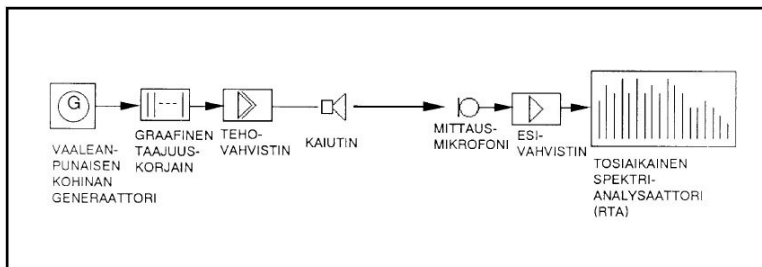 G
VAALEAN-
PUNAISEN
KOHINAN
GENERAATTORI
GRAAFINEN
TAAJUUS-
KORJAIN
TEHO-
VAHVISTIN
KAIUTIN
MITTAUS-
MIKROFONI
ESI-
VAHVISTIN
TOSIAIKAINEN
SPEKTRI-
ANALYSAATTORI
(RTA)